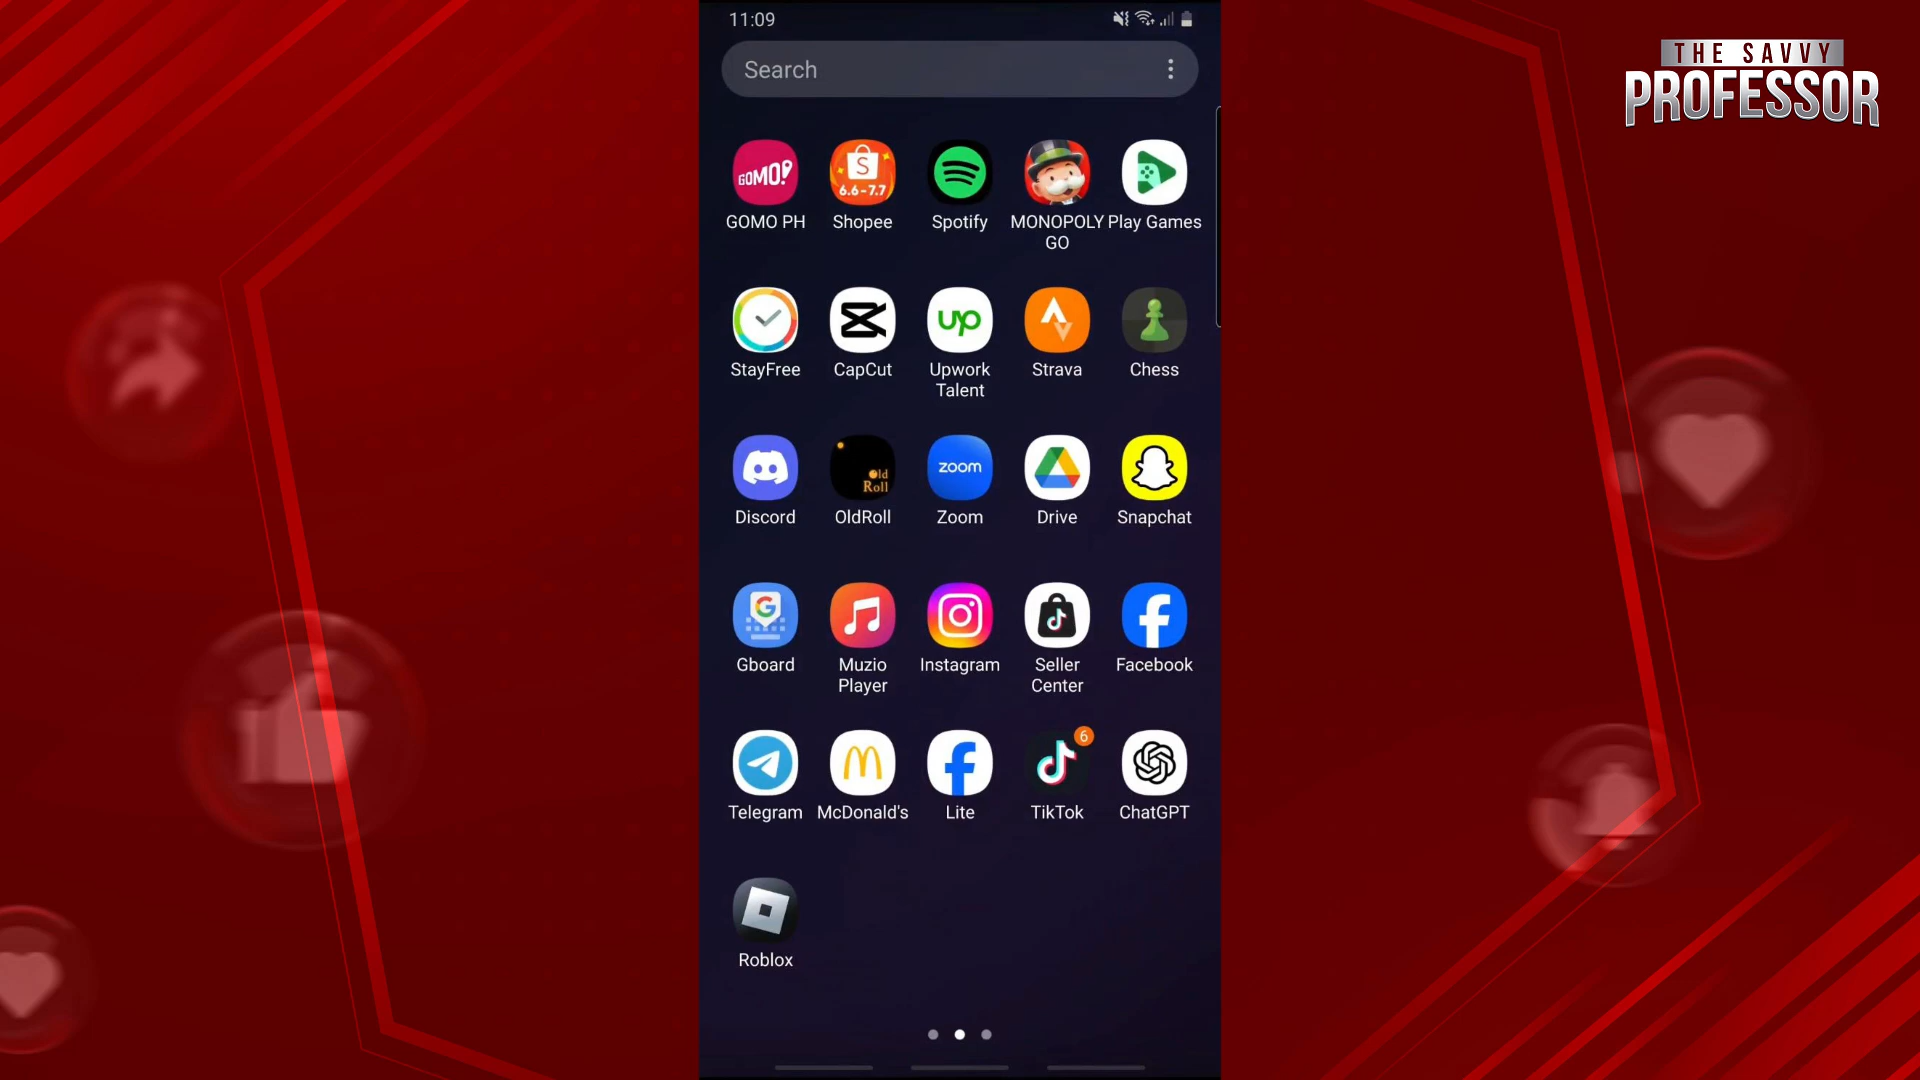 11:09
THE SAVVY
PROFESSOR
Search
GOMO!
S
6.6-7.7
GOMO PH
Shopee
Spotify
MONOPOLY
GO
Play Games
up
StayFree
CapCut
Upwork
Talent
Strava
Chess
Old
Roll
zoom
Discord
OldRoll
Zoom
Drive
Snapchat
G
f
Gboard
Muzio
Player
Instagram
Seller
Center
Facebook
f
6
Telegram
McDonald's
Lite
TikTok
ChatGPT
Roblox